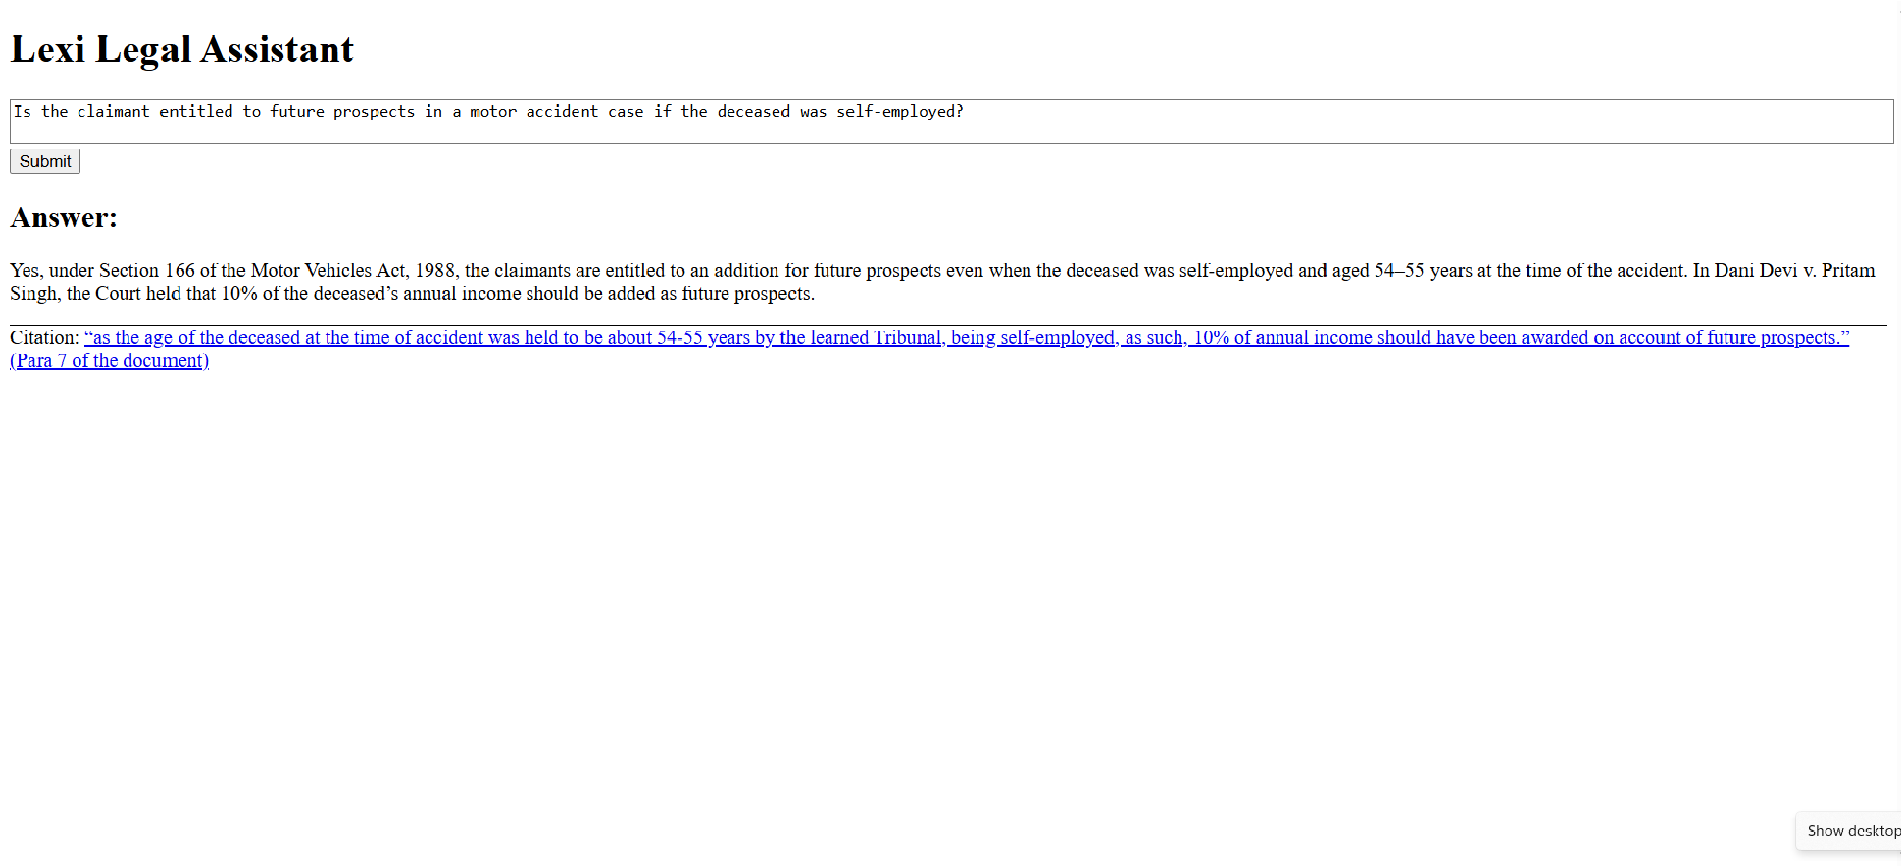 Lexi Legal Assistant
Is the claimant entitled to future prospects in a motor accident case if the deceased was self-employed?
Submit
Answer:
Yes, under Section 166 of the Motor Vehicles Act, 1988, the claimants are entitled to an addition for future prospects even when the deceased was self-employed and aged 54–55 years at the time of the accident. In Dani Devi v. Pritam
Singh, the Court held that 10% of the deceased’s annual income should be added as future prospects.
Citation: “as the age of the deceased at the time of accident was held to be about 54-55 years by the learned Tribunal, being self-employed, as such, 10% of annual income should have been awarded on account of future prospects.”
(Para 7 of the document)
Show desktop